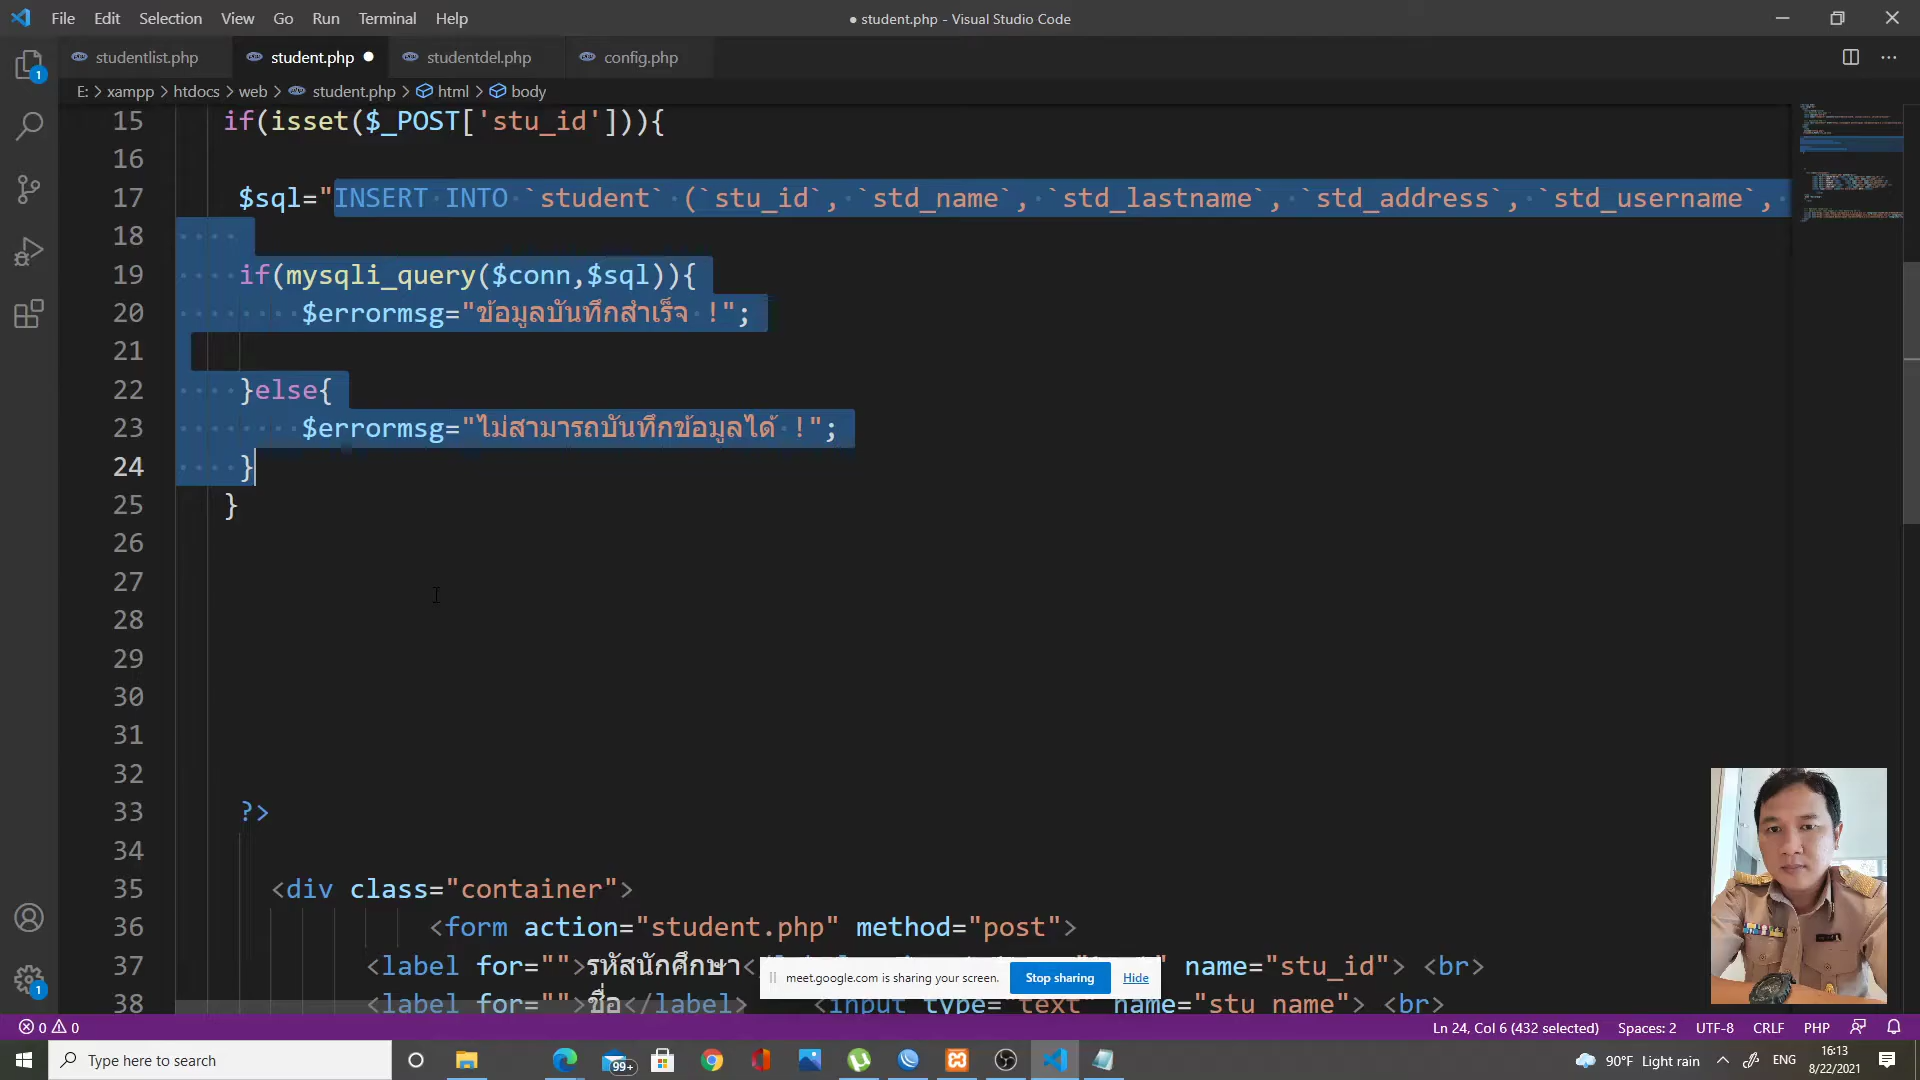 File Edit Selection View Go Run Terminal Help
● student.php - Visual Studio Code
studentlist.php student.php ● studentdel.php config.php
E: > xampp > htdocs > web > student.php > html > body
15 if(isset($_POST['stu_id'])){
16
17 $sql="INSERT INTO `student` (`stu_id`, `std_name`, `std_lastname`, `std_address`, `std_username`,
18
19 if(mysqli_query($conn,$sql)){
20 $errormsg="ข้อมูลบันทึกสำเร็จ !";
21
22 }else{
23 $errormsg="ไม่สามารถบันทึกข้อมูลได้ !";
24 }
25 }
26
27
28
29
30
31
32
33 ?>
34
35 <div class="container">
36 <form action="student.php" method="post">
37 <label for="">รหัสนักศึกษา< name="stu_id"> <br>
38 <label for="">ชื่อ</label> <input type="text" name="stu_name"> <br>
meet.google.com is sharing your screen. Stop sharing Hide
1
1
0 0
Ln 24, Col 6 (432 selected) Spaces: 2 UTF-8 CRLF PHP
Type here to search
99+
90°F Light rain ENG
16:13
8/22/2021